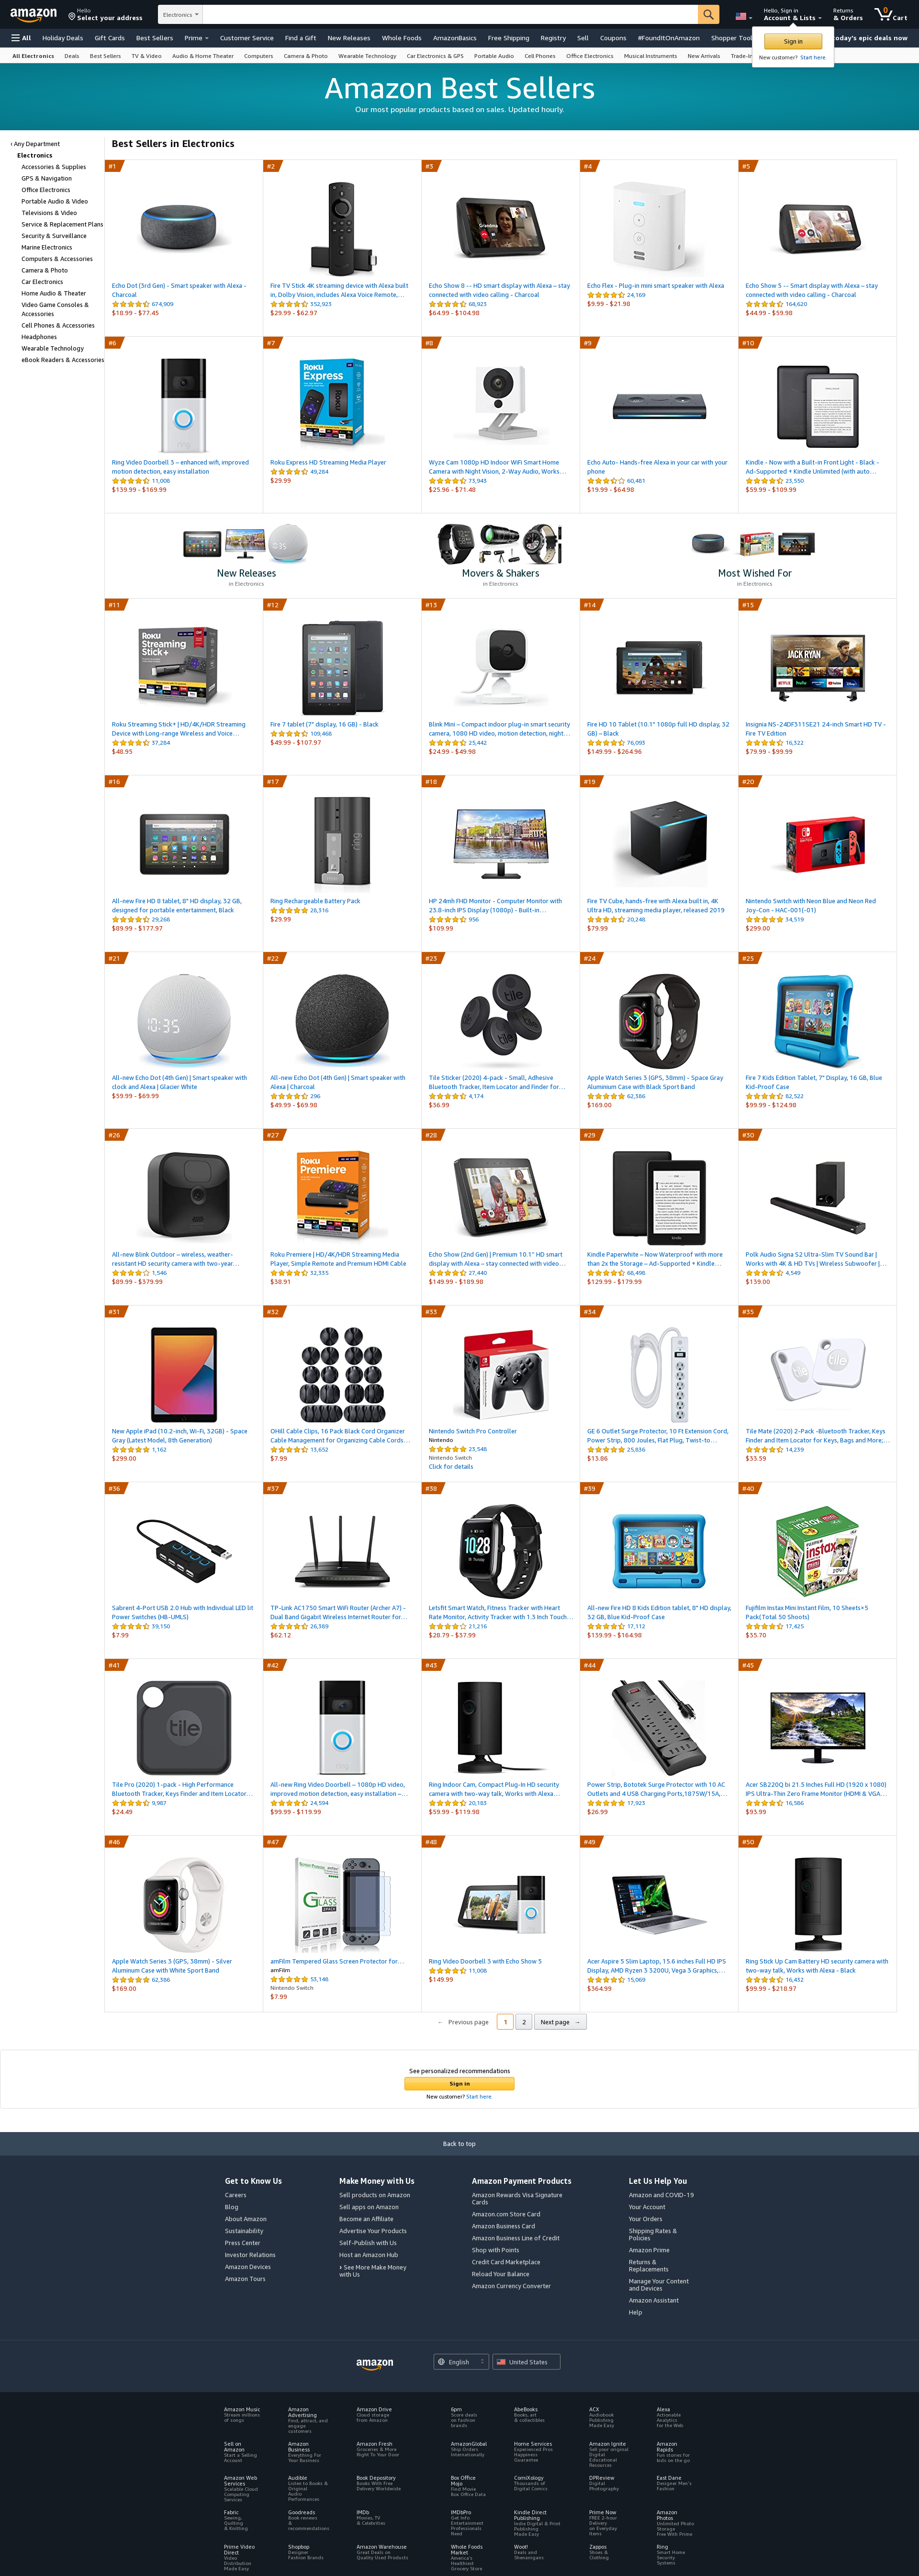 amazon
Hello
Select your address
Electronics
Hello, Sign in
Account & Lists
Returns
& Orders
0
Cart
All
Holiday Deals
Gift Cards
Best Sellers
Prime
Customer Service
Find a Gift
New Releases
Whole Foods
AmazonBasics
Free Shipping
Registry
Sell
Coupons
#FoundItOnAmazon
Shopper Tool
today's epic deals now
Sign in
New customer? Start here.
All Electronics
Deals
Best Sellers
TV & Video
Audio & Home Theater
Computers
Camera & Photo
Wearable Technology
Car Electronics & GPS
Portable Audio
Cell Phones
Office Electronics
Musical Instruments
New Arrivals
Trade-In
Amazon Best Sellers
Our most popular products based on sales. Updated hourly.
‹ Any Department
Electronics
Accessories & Supplies
GPS & Navigation
Office Electronics
Portable Audio & Video
Televisions & Video
Service & Replacement Plans
Security & Surveillance
Marine Electronics
Computers & Accessories
Camera & Photo
Car Electronics
Home Audio & Theater
Video Game Consoles &
Accessories
Cell Phones & Accessories
Headphones
Wearable Technology
eBook Readers & Accessories
Best Sellers in Electronics
#1
Echo Dot (3rd Gen) - Smart speaker with Alexa -
Charcoal
674,909
$18.99 - $77.45
#2
Fire TV Stick 4K streaming device with Alexa built
in, Dolby Vision, includes Alexa Voice Remote,…
352,923
$29.99 - $62.97
#3
Echo Show 8 -- HD smart display with Alexa – stay
connected with video calling - Charcoal
68,923
$64.99 - $104.98
#4
Echo Flex - Plug-in mini smart speaker with Alexa
24,169
$9.99 - $21.98
#5
Echo Show 5 -- Smart display with Alexa – stay
connected with video calling - Charcoal
164,620
$44.99 - $59.98
#6
Ring Video Doorbell 3 – enhanced wifi, improved
motion detection, easy installation
11,008
$139.99 - $169.99
#7
Roku Express HD Streaming Media Player
49,264
$29.99
#8
Wyze Cam 1080p HD Indoor WiFi Smart Home
Camera with Night Vision, 2-Way Audio, Works…
73,943
$25.96 - $71.48
#9
Echo Auto- Hands-free Alexa in your car with your
phone
60,481
$19.99 - $64.98
#10
Kindle - Now with a Built-in Front Light - Black -
Ad-Supported + Kindle Unlimited (with auto…
23,550
$59.99 - $109.99
New Releases
in Electronics
Movers & Shakers
in Electronics
Most Wished For
in Electronics
#11
Roku Streaming Stick+ | HD/4K/HDR Streaming
Device with Long-range Wireless and Voice…
37,264
$48.95
#12
Fire 7 tablet (7" display, 16 GB) - Black
109,466
$49.99 - $107.97
#13
Blink Mini – Compact indoor plug-in smart security
camera, 1080 HD video, motion detection, night…
25,442
$24.99 - $49.98
#14
Fire HD 10 Tablet (10.1" 1080p full HD display, 32
GB) – Black
76,093
$149.99 - $264.96
#15
Insignia NS-24DF311SE21 24-inch Smart HD TV -
Fire TV Edition
16,322
$79.99 - $99.99
#16
All-new Fire HD 8 tablet, 8" HD display, 32 GB,
designed for portable entertainment, Black
29,268
$89.99 - $177.97
#17
Ring Rechargeable Battery Pack
28,316
$29.99
#18
HP 24mh FHD Monitor - Computer Monitor with
23.8-inch IPS Display (1080p) - Built-in…
956
$109.99
#19
Fire TV Cube, hands-free with Alexa built in, 4K
Ultra HD, streaming media player, released 2019
20,248
$79.99
#20
Nintendo Switch with Neon Blue and Neon Red
Joy-Con - HAC-001(-01)
34,519
$299.00
#21
All-new Echo Dot (4th Gen) | Smart speaker with
clock and Alexa | Glacier White
$59.99 - $69.99
#22
All-new Echo Dot (4th Gen) | Smart speaker with
Alexa | Charcoal
296
$49.99 - $69.98
#23
Tile Sticker (2020) 4-pack - Small, Adhesive
Bluetooth Tracker, Item Locator and Finder for…
4,174
$36.99
#24
Apple Watch Series 3 (GPS, 38mm) - Space Gray
Aluminium Case with Black Sport Band
62,386
$169.00
#25
Fire 7 Kids Edition Tablet, 7" Display, 16 GB, Blue
Kid-Proof Case
82,522
$99.99 - $124.98
#26
All-new Blink Outdoor – wireless, weather-
resistant HD security camera with two-year…
1,546
$89.99 - $379.99
#27
Roku Premiere | HD/4K/HDR Streaming Media
Player, Simple Remote and Premium HDMI Cable
32,335
$38.91
#28
Echo Show (2nd Gen) | Premium 10.1" HD smart
display with Alexa – stay connected with video…
27,440
$149.99 - $189.98
#29
Kindle Paperwhite – Now Waterproof with more
than 2x the Storage – Ad-Supported + Kindle…
68,498
$129.99 - $179.99
#30
Polk Audio Signa S2 Ultra-Slim TV Sound Bar |
Works with 4K & HD TVs | Wireless Subwoofer |…
4,549
$139.00
#31
New Apple iPad (10.2-inch, Wi-Fi, 32GB) - Space
Gray (Latest Model, 8th Generation)
1,162
$299.00
#32
OHill Cable Clips, 16 Pack Black Cord Organizer
Cable Management for Organizing Cable Cords…
13,652
$7.99
#33
Nintendo Switch Pro Controller
Nintendo
23,548
Nintendo Switch
Click for details
#34
GE 6 Outlet Surge Protector, 10 Ft Extension Cord,
Power Strip, 800 Joules, Flat Plug, Twist-to…
25,836
$13.86
#35
Tile Mate (2020) 2-Pack -Bluetooth Tracker, Keys
Finder and Item Locator for Keys, Bags and More;…
14,239
$33.59
#36
Sabrent 4-Port USB 2.0 Hub with Individual LED lit
Power Switches (HB-UMLS)
39,150
$7.99
#37
TP-Link AC1750 Smart WiFi Router (Archer A7) -
Dual Band Gigabit Wireless Internet Router for…
26,389
$62.12
#38
Letsfit Smart Watch, Fitness Tracker with Heart
Rate Monitor, Activity Tracker with 1.3 Inch Touch…
21,216
$28.79 - $37.99
#39
All-new Fire HD 8 Kids Edition tablet, 8" HD display,
32 GB, Blue Kid-Proof Case
17,112
$139.99 - $164.98
#40
Fujifilm Instax Mini Instant Film, 10 Sheets×5
Pack(Total 50 Shoots)
17,425
$35.70
#41
Tile Pro (2020) 1-pack - High Performance
Bluetooth Tracker, Keys Finder and Item Locator…
9,987
$24.49
#42
All-new Ring Video Doorbell – 1080p HD video,
improved motion detection, easy installation –…
24,594
$99.99 - $119.99
#43
Ring Indoor Cam, Compact Plug-In HD security
camera with two-way talk, Works with Alexa…
20,183
$59.99 - $119.98
#44
Power Strip, Bototek Surge Protector with 10 AC
Outlets and 4 USB Charging Ports,1875W/15A,…
17,923
$26.99
#45
Acer SB220Q bi 21.5 Inches Full HD (1920 x 1080)
IPS Ultra-Thin Zero Frame Monitor (HDMI & VGA…
16,586
$93.99
#46
Apple Watch Series 3 (GPS, 38mm) - Silver
Aluminum Case with White Sport Band
62,386
$169.00
#47
amFilm Tempered Glass Screen Protector for…
amFilm
53,148
Nintendo Switch
$7.99
#48
Ring Video Doorbell 3 with Echo Show 5
11,008
$149.99
#49
Acer Aspire 5 Slim Laptop, 15.6 inches Full HD IPS
Display, AMD Ryzen 3 3200U, Vega 3 Graphics,…
15,069
$364.99
#50
Ring Stick Up Cam Battery HD security camera with
two-way talk, Works with Alexa - Black
16,432
$99.99 - $218.97
← Previous page
1
2
Next page →
See personalized recommendations
Sign in
New customer? Start here.
Back to top
Get to Know Us
Careers
Blog
About Amazon
Sustainability
Press Center
Investor Relations
Amazon Devices
Amazon Tours
Make Money with Us
Sell products on Amazon
Sell apps on Amazon
Become an Affiliate
Advertise Your Products
Self-Publish with Us
Host an Amazon Hub
› See More Make Money
with Us
Amazon Payment Products
Amazon Rewards Visa Signature
Cards
Amazon.com Store Card
Amazon Business Card
Amazon Business Line of Credit
Shop with Points
Credit Card Marketplace
Reload Your Balance
Amazon Currency Converter
Let Us Help You
Amazon and COVID-19
Your Account
Your Orders
Shipping Rates &
Policies
Amazon Prime
Returns &
Replacements
Manage Your Content
and Devices
Amazon Assistant
Help
amazon
English
United States
Amazon Music
Stream millions
of songs
Amazon
Advertising
Find, attract, and
engage
customers
Amazon Drive
Cloud storage
from Amazon
6pm
Score deals
on fashion
brands
AbeBooks
Books, art
& collectibles
ACX
Audiobook
Publishing
Made Easy
Alexa
Actionable
Analytics
for the Web
Sell on
Amazon
Start a Selling
Account
Amazon
Business
Everything For
Your Business
Amazon Fresh
Groceries & More
Right To Your Door
AmazonGlobal
Ship Orders
Internationally
Home Services
Experienced Pros
Happiness
Guarantee
Amazon Ignite
Sell your original
Digital
Educational
Resources
Amazon
Rapids
Fun stories for
kids on the go
Amazon Web
Services
Scalable Cloud
Computing
Services
Audible
Listen to Books &
Original
Audio
Performances
Book Depository
Books With Free
Delivery Worldwide
Box Office
Mojo
Find Movie
Box Office Data
ComiXology
Thousands of
Digital Comics
DPReview
Digital
Photography
East Dane
Designer Men's
Fashion
Fabric
Sewing,
Quilting
& Knitting
Goodreads
Book reviews
&
recommendations
IMDb
Movies, TV
& Celebrities
IMDbPro
Get Info
Entertainment
Professionals
Need
Kindle Direct
Publishing
Indie Digital & Print
Publishing
Made Easy
Prime Now
FREE 2-hour
Delivery
on Everyday
Items
Amazon
Photos
Unlimited Photo
Storage
Free With Prime
Prime Video
Direct
Video
Distribution
Made Easy
Shopbop
Designer
Fashion Brands
Amazon Warehouse
Great Deals on
Quality Used Products
Whole Foods
Market
America's
Healthiest
Grocery Store
Woot!
Deals and
Shenanigans
Zappos
Shoes &
Clothing
Ring
Smart Home
Security
Systems